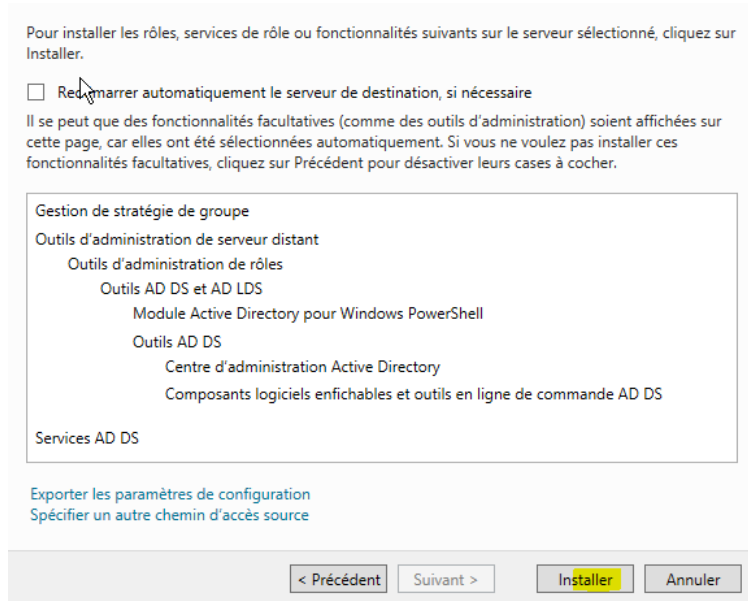 Pour installer les rôles, services de rôle ou fonctionnalités suivants sur le serveur sélectionné, cliquez sur
Installer.
Redémarrer automatiquement le serveur de destination, si nécessaire
Il se peut que des fonctionnalités facultatives (comme des outils d'administration) soient affichées sur
cette page, car elles ont été sélectionnées automatiquement. Si vous ne voulez pas installer ces
fonctionnalités facultatives, cliquez sur Précédent pour désactiver leurs cases à cocher.
Gestion de stratégie de groupe
Outils d'administration de serveur distant
Outils d'administration de rôles
Outils AD DS et AD LDS
Module Active Directory pour Windows PowerShell
Outils AD DS
Centre d'administration Active Directory
Composants logiciels enfichables et outils en ligne de commande AD DS
Services AD DS
Exporter les paramètres de configuration
Spécifier un autre chemin d'accès source
< Précédent Suivant > Installer Annuler